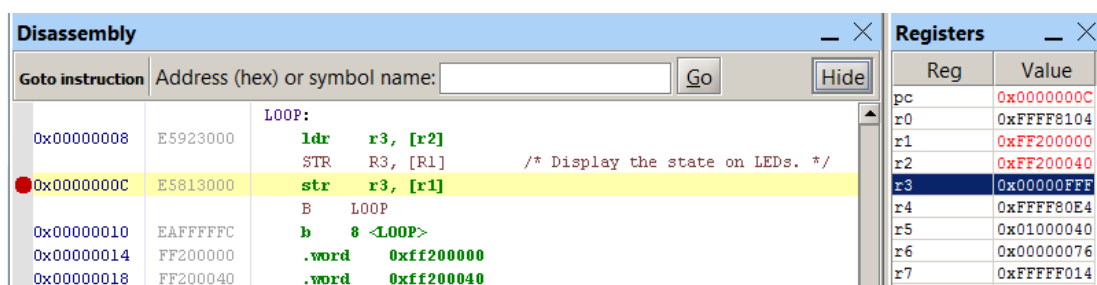 Disassembly
Goto instruction Address (hex) or symbol name: Go Hide
LOOP:
0x00000008 E5923000 ldr r3, [r2]
STR R3, [R1] /* Display the state on LEDs. */
0x0000000C E5813000 str r3, [r1]
B LOOP
0x00000010 EAFFFFFC b 8 <LOOP>
0x00000014 FF200000 .word 0xff200000
0x00000018 FF200040 .word 0xff200040
Registers
Reg Value
pc 0x0000000C
r0 0xFFFF8104
r1 0xFF200000
r2 0xFF200040
r3 0x00000FFF
r4 0xFFFF80E4
r5 0x01000040
r6 0x00000076
r7 0xFFFFF014